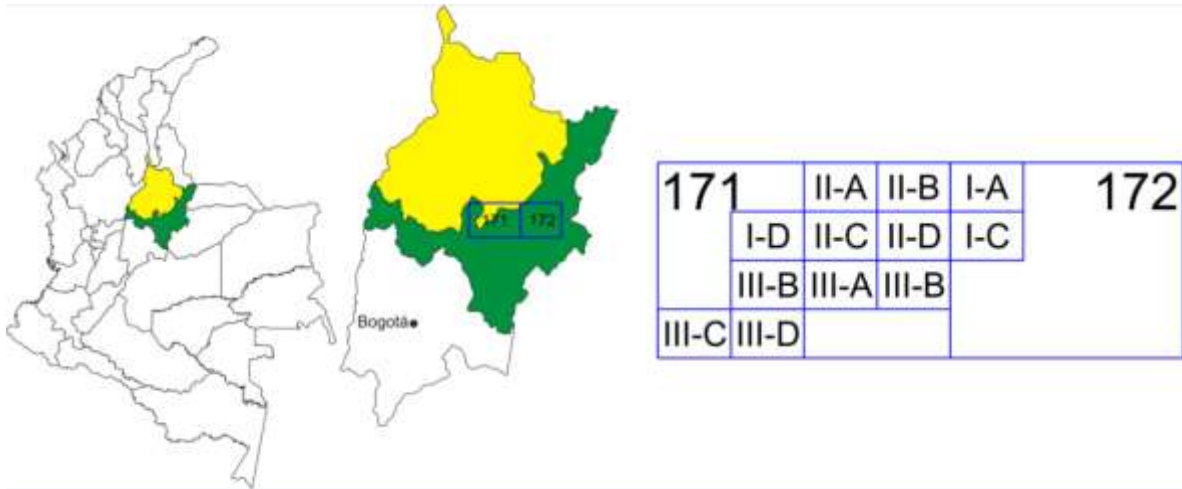 171 172
Bogotá
171 II-A II-B I-A 172
I-D II-C II-D I-C
III-B III-A III-B
III-C III-D